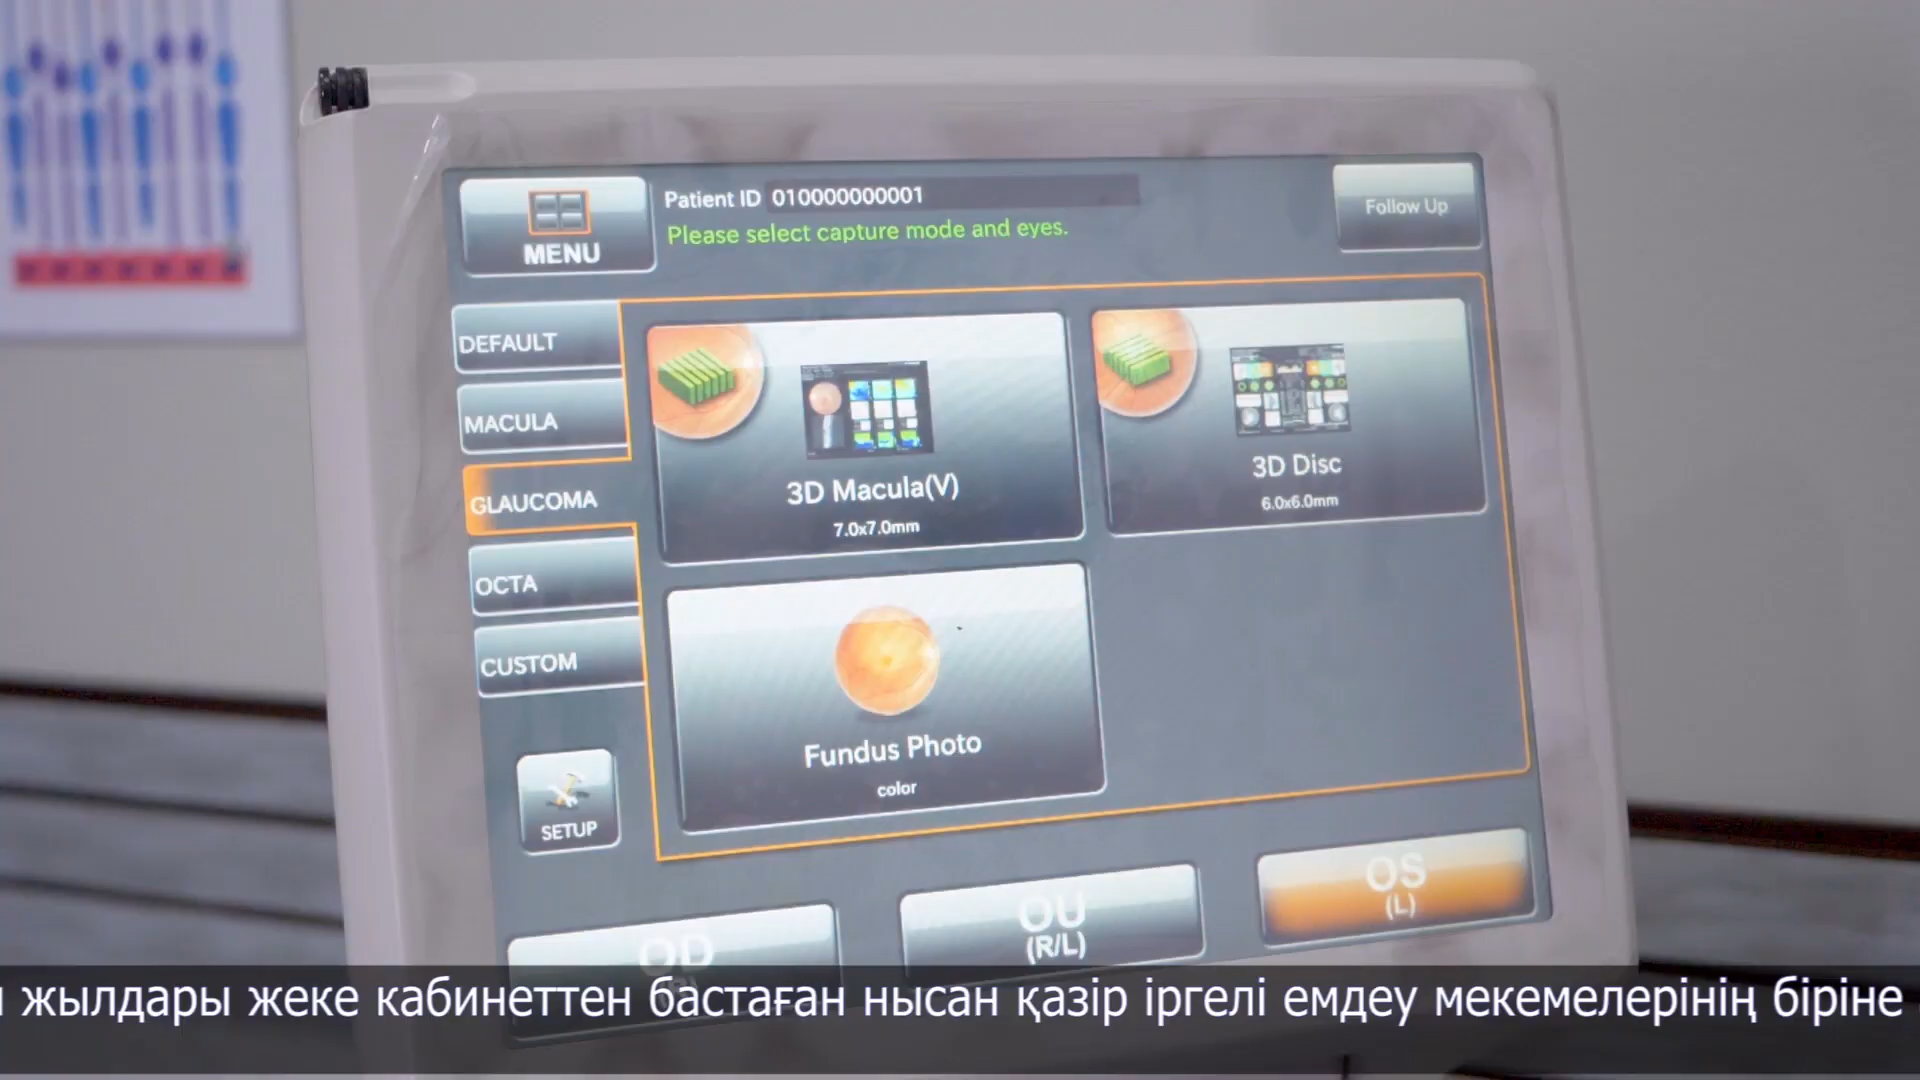 Patient ID 010000000001
Please select capture mode and eyes.
MENU
Follow Up
DEFAULT
MACULA
GLAUCOMA
OCTA
CUSTOM
SETUP
3D Macula(V)
7.0x7.0mm
3D Disc
6.0x6.0mm
Fundus Photo
color
OD
OU
(R/L)
OS
(L)
жылдары жеке кабинеттен бастаған нысан қазір іргелі емдеу мекемелерінің біріне